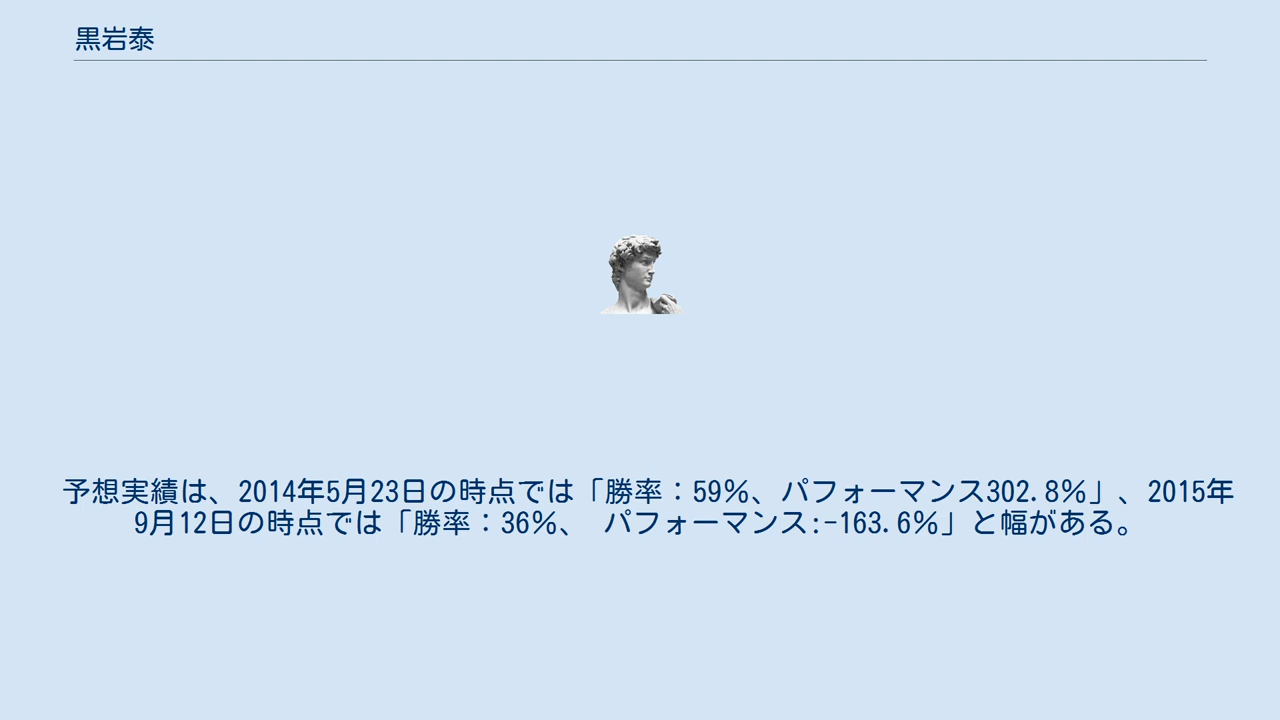 黒岩泰
予想実績は、2014年5月23日の時点では「勝率：59％、パフォーマンス302.8％」、2015年
9月12日の時点では「勝率：36％、 パフォーマンス:-163.6％」と幅がある。